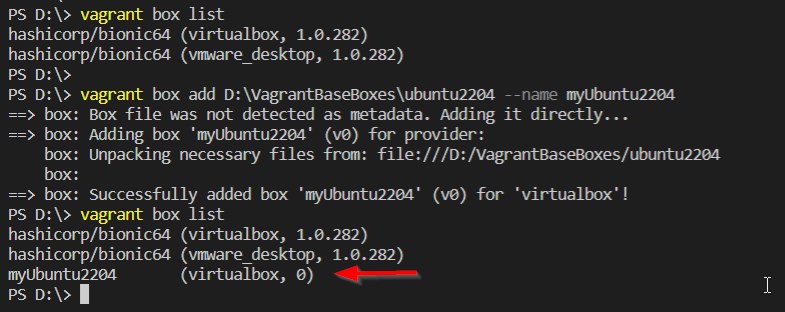 PS D:\> vagrant box list
hashicorp/bionic64 (virtualbox, 1.0.282)
hashicorp/bionic64 (vmware_desktop, 1.0.282)
PS D:\>
PS D:\> vagrant box add D:\VagrantBaseBoxes\ubuntu2204 --name myUbuntu2204
==> box: Box file was not detected as metadata. Adding it directly...
==> box: Adding box 'myUbuntu2204' (v0) for provider:
    box: Unpacking necessary files from: file:///D:/VagrantBaseBoxes/ubuntu2204
    box:
==> box: Successfully added box 'myUbuntu2204' (v0) for 'virtualbox'!
PS D:\> vagrant box list
hashicorp/bionic64 (virtualbox, 1.0.282)
hashicorp/bionic64 (vmware_desktop, 1.0.282)
myUbuntu2204       (virtualbox, 0)
PS D:\>